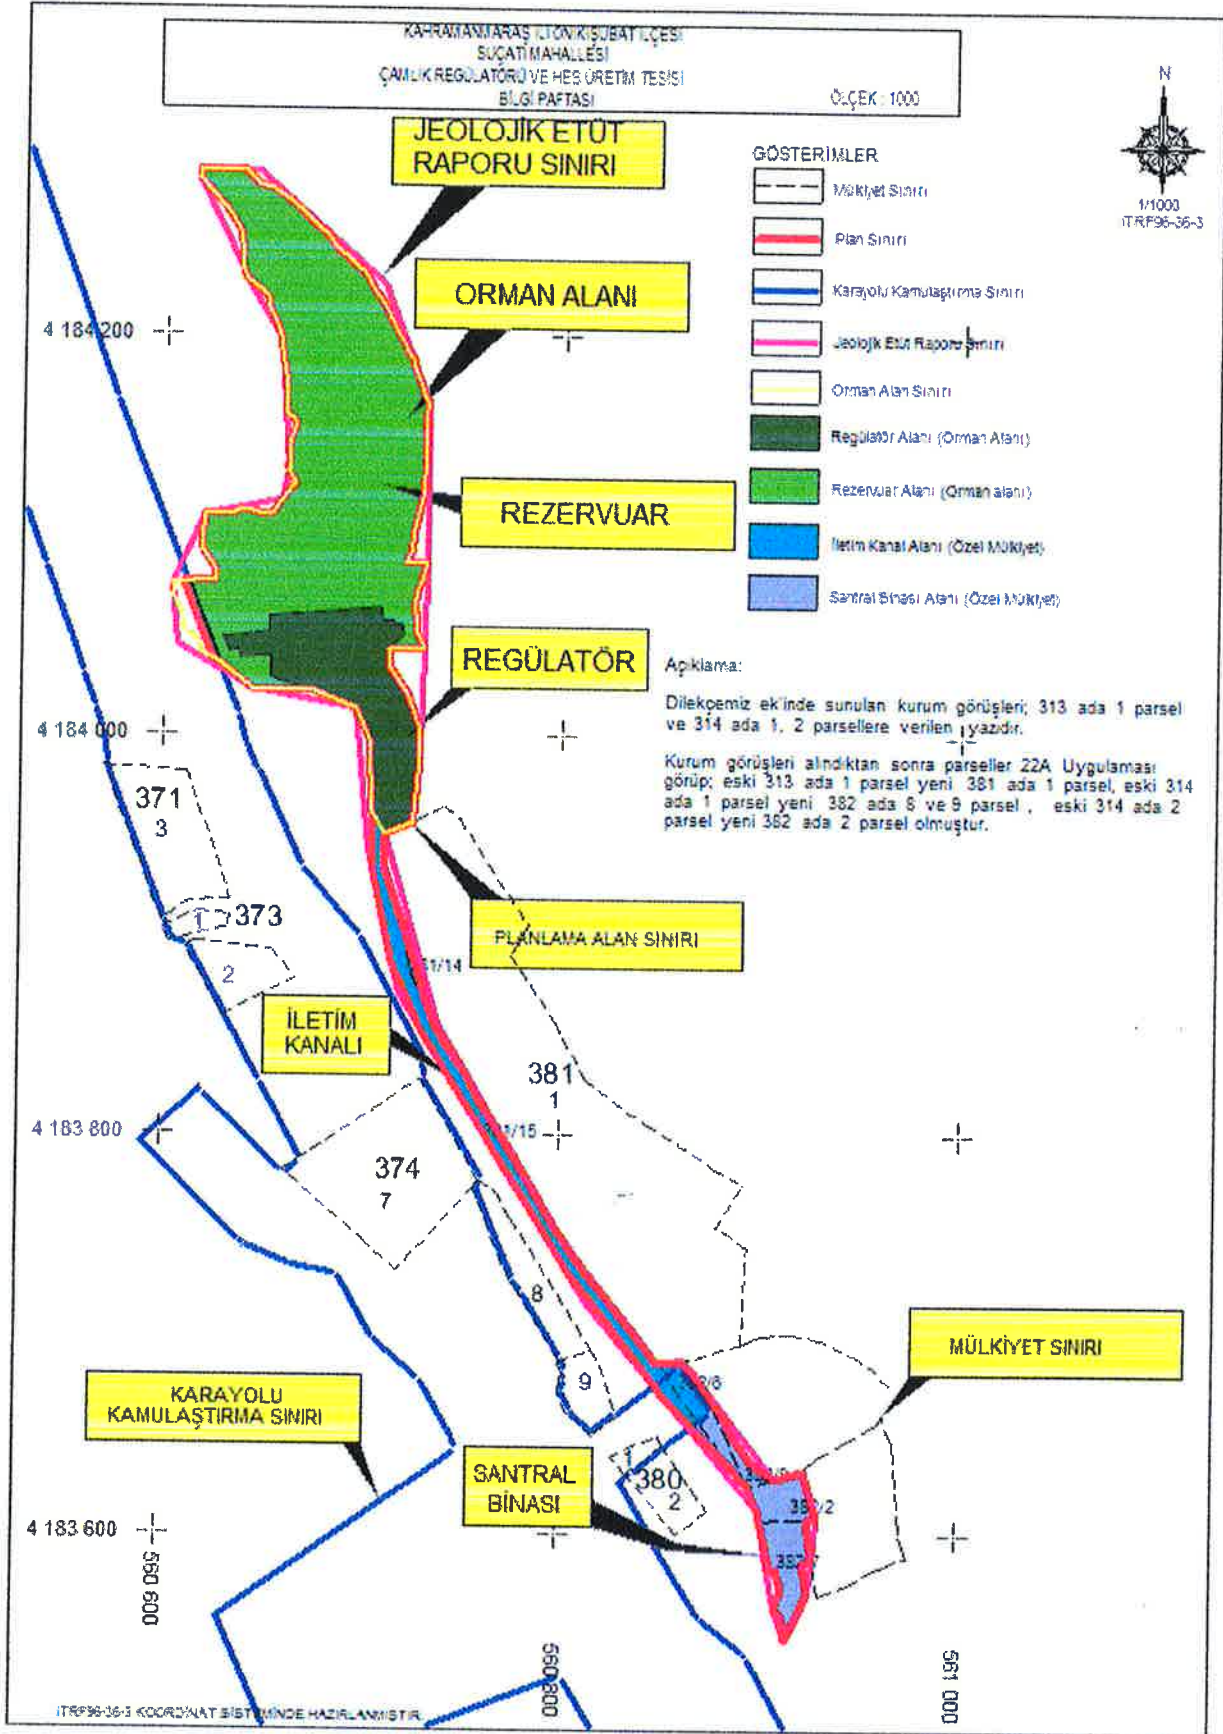 KAHRAMANMARAŞ İLİ ONİKİŞUBAT İLÇESİ
SUÇATI MAHALLESİ
ÇAMLIK REGÜLATÖRÜ VE HES ÜRETİM TESİSİ
BİLGİ PAFTASI
ÖLÇEK : 1000
N
1/1000
ITRF96-36-3
GÖSTERİMLER
Mülkiyet Sınırı
Plan Sınırı
Karayolu Kamulaştırma Sınırı
Jeolojik Etüt Raporu Sınırı
Orman Alan Sınırı
Regülatör Alanı (Orman Alanı)
Rezervuar Alanı (Orman alanı)
İletim Kanal Alanı (Özel Mülkiyet)
Santral Binası Alanı (Özel Mülkiyet)
JEOLOJİK ETÜT
RAPORU SINIRI
ORMAN ALANI
4 184 200
REZERVUAR
REGÜLATÖR
Açıklama:
Dilekçemiz ek'inde sunulan kurum görüşleri; 313 ada 1 parsel
ve 314 ada 1, 2 parsellere verilen yazıdır.
Kurum görüşleri alındıktan sonra parseller 22A Uygulaması
görüp; eski 313 ada 1 parsel yeni 381 ada 1 parsel, eski 314
ada 1 parsel yeni 382 ada 8 ve 9 parsel , eski 314 ada 2
parsel yeni 382 ada 2 parsel olmuştur.
4 184 000
371
3
1
373
2
PLANLAMA ALAN SINIRI
İLETİM
KANALI
381
1
4 183 800
374
7
8
9
MÜLKİYET SINIRI
KARAYOLU
KAMULAŞTIRMA SINIRI
SANTRAL
BİNASI
1
380
2
4 183 600
560 600
560 800
561 000
ITRF96-36-3 KOORDİNAT SİSTEMİNDE HAZIRLANMIŞTIR.